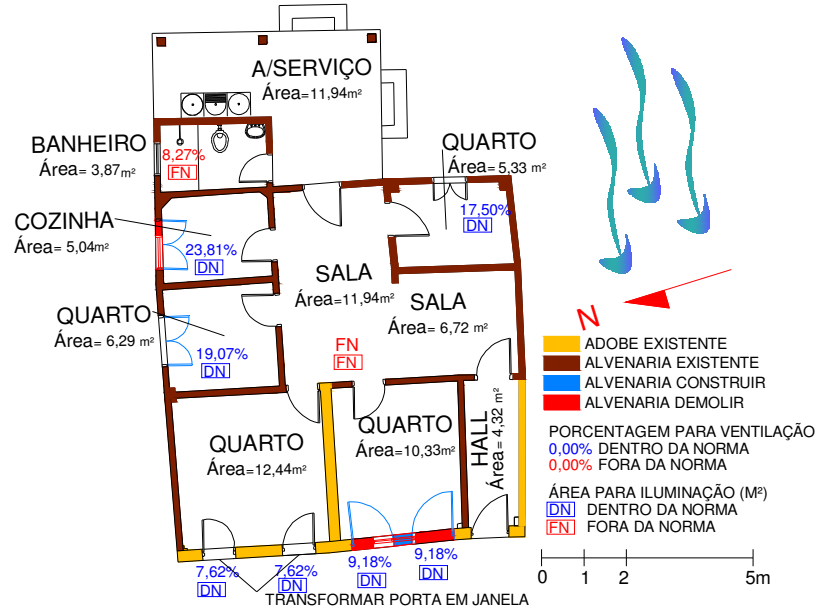 A/SERVIÇO
Área=11,94m²
BANHEIRO
Área= 3,87m²
8,27%
FN
QUARTO
Área=5,33 m²
17,50%
DN
COZINHA
Área= 5,04m²
23,81%
DN
SALA
Área=11,94m²
SALA
Área= 6,72 m²
QUARTO
Área= 6,29 m²
19,07%
DN
FN
FN
QUARTO
Área=12,44m²
QUARTO
Área=10,33m²
HALL
Área= 4,32 m²
7,62%
DN
7,62%
DN
9,18%
DN
9,18%
DN
TRANSFORMAR PORTA EM JANELA
N
ADOBE EXISTENTE
ALVENARIA EXISTENTE
ALVENARIA CONSTRUIR
ALVENARIA DEMOLIR
PORCENTAGEM PARA VENTILAÇÃO
0,00% DENTRO DA NORMA
0,00% FORA DA NORMA
ÁREA PARA ILUMINAÇÃO (M²)
DN DENTRO DA NORMA
FN FORA DA NORMA
0 1 2 5m